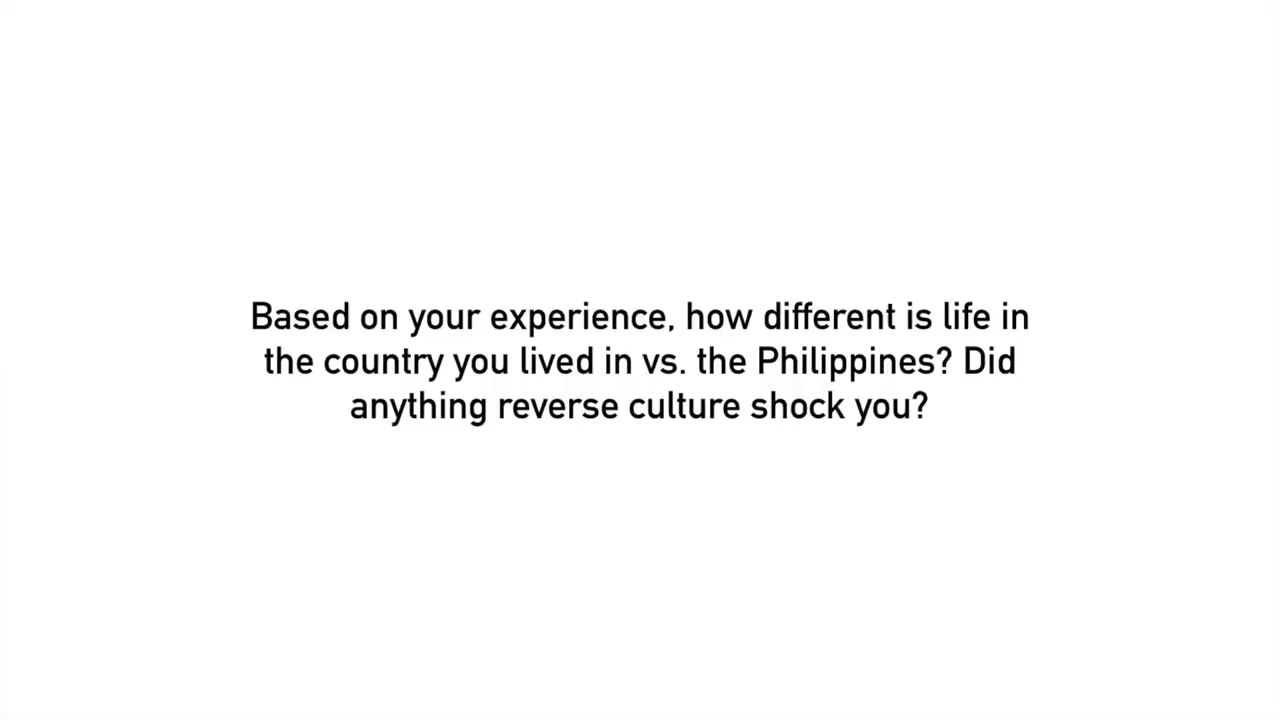 Based on your experience, how different is life in
the country you lived in vs. the Philippines? Did
anything reverse culture shock you?